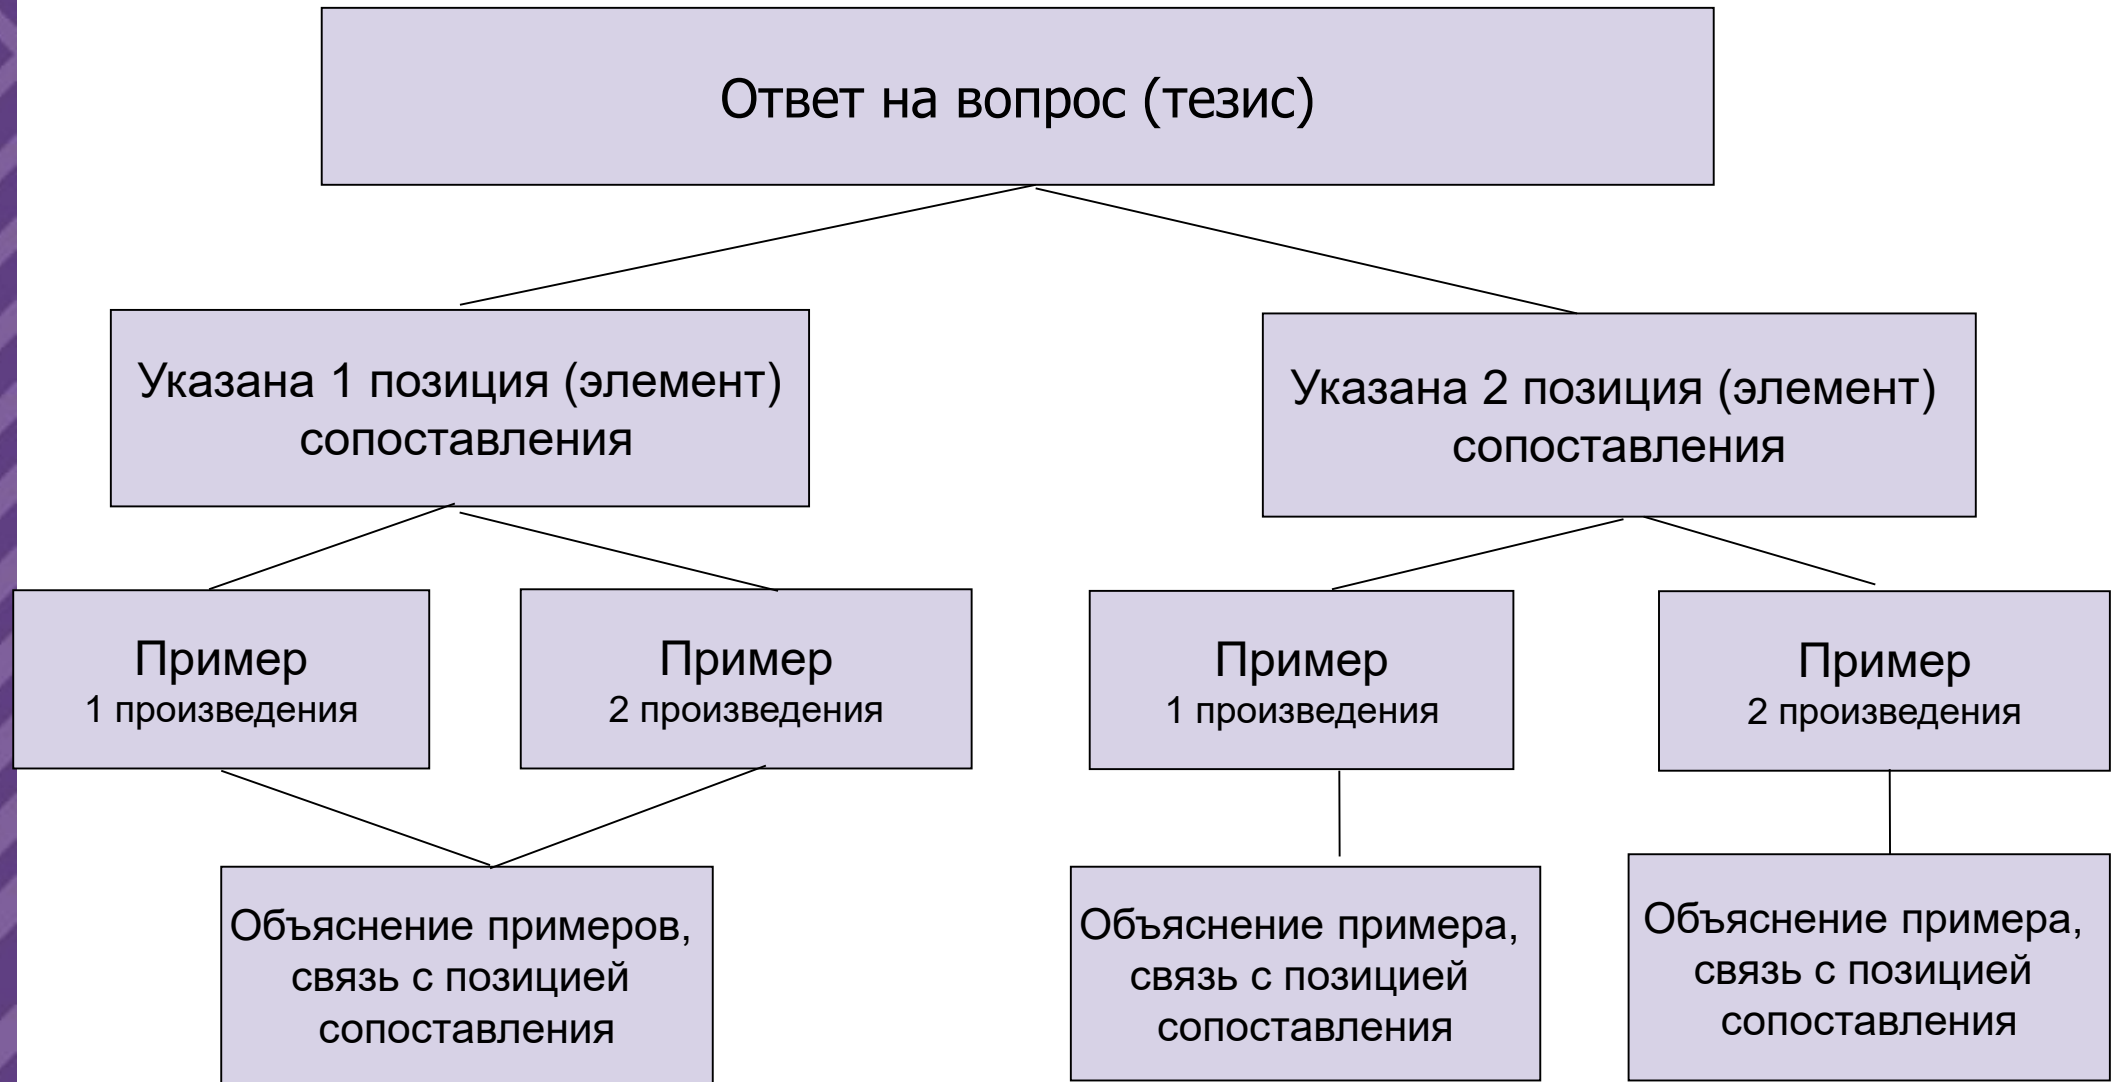 Ответ на вопрос (тезис)
Указана 1 позиция (элемент)
сопоставления
Указана 2 позиция (элемент)
сопоставления
Пример
1 произведения
Пример
2 произведения
Пример
1 произведения
Пример
2 произведения
Объяснение примеров,
связь с позицией
сопоставления
Объяснение примера,
связь с позицией
сопоставления
Объяснение примера,
связь с позицией
сопоставления